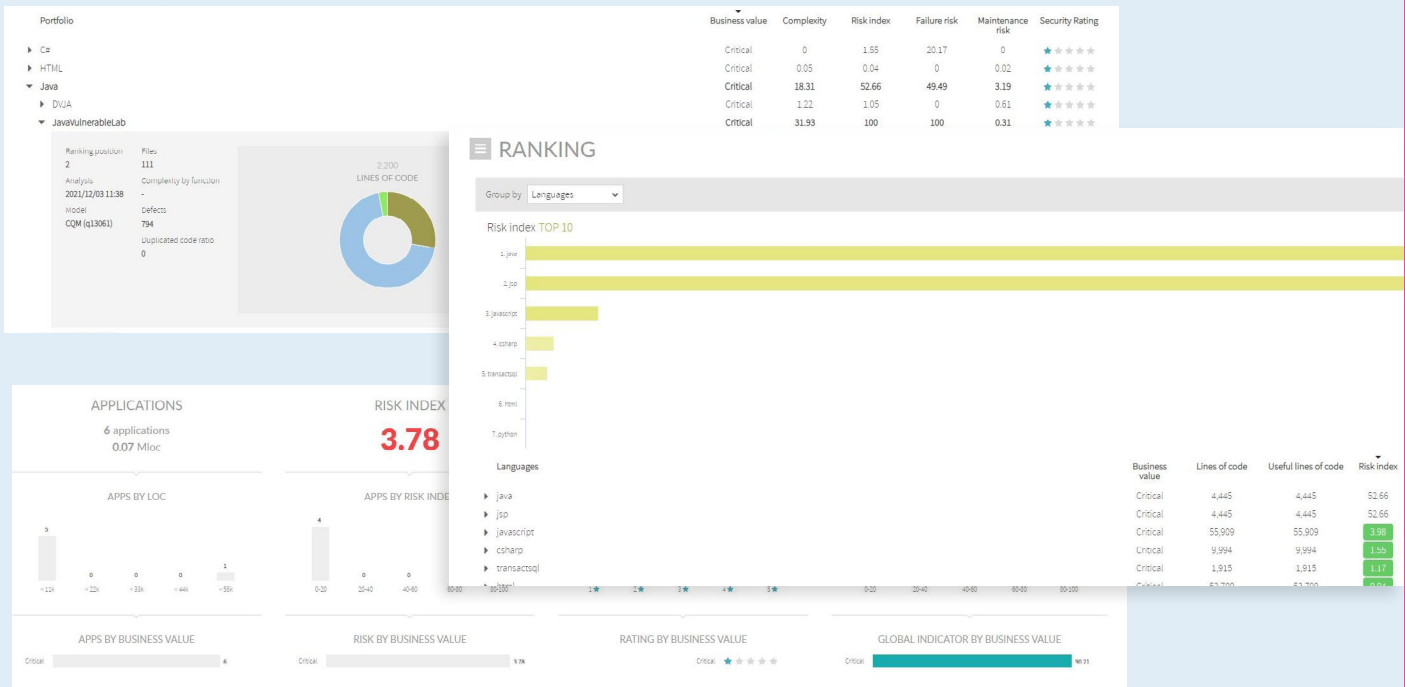 Portfolio Business value Complexity Risk index Failure risk Maintenance risk Security Rating
C# Critical 0 1.55 20.17 0
HTML Critical 0.05 0.04 0 0.02
Java Critical 18.31 52.66 49.49 3.19
DVJA Critical 1.22 1.05 0 0.61
JavaVulnerableLab Critical 31.93 100 100 0.31
Ranking position Files
2 111
Analysis Complexity by function
2021/12/03 11:38 -
Model Defects
CQM (q13061) 794
Duplicated code ratio
0
2,200
LINES OF CODE
RANKING
Group by Languages
Risk index TOP 10
1. java
2. jsp
3. javascript
4. csharp
5. transactsql
6. html
7. python
Languages Business value Lines of code Useful lines of code Risk index
java Critical 4,445 4,445 52.66
jsp Critical 4,445 4,445 52.66
javascript Critical 55,909 55,909 3.98
csharp Critical 9,994 9,994 1.55
transactsql Critical 1,915 1,915 1.17
APPLICATIONS
6 applications
0.07 Mloc
RISK INDEX
3.78
APPS BY LOC
5 0 0 0 1
< 11k < 22k < 33k < 44k < 55k
APPS BY RISK INDE
4 0 0
0-20 20-40 40-60 60-80 80-100
1★ 2★ 3★ 4★ 5★
0-20 20-40 40-60 60-80 80-100
APPS BY BUSINESS VALUE
Critical 6
RISK BY BUSINESS VALUE
Critical 3.78
RATING BY BUSINESS VALUE
Critical
GLOBAL INDICATOR BY BUSINESS VALUE
Critical 90.21